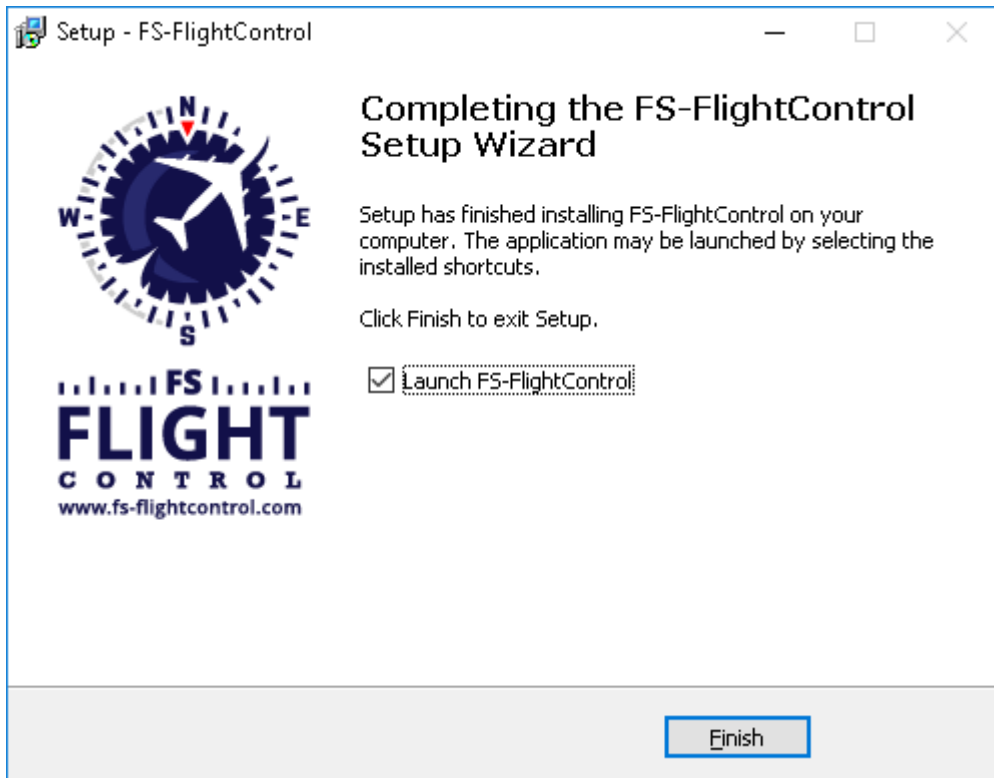 Setup - FS-FlightControl
N
W
E
S
FS
FLIGHT
CONTROL
www.fs-flightcontrol.com
Completing the FS-FlightControl
Setup Wizard
Setup has finished installing FS-FlightControl on your
computer. The application may be launched by selecting the
installed shortcuts.
Click Finish to exit Setup.
Launch FS-FlightControl
Finish